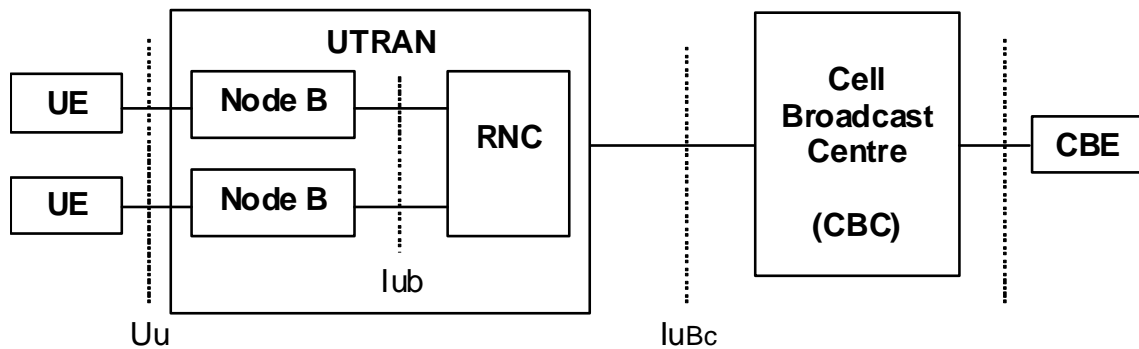 UTRAN
UE
Node B
RNC
Cell
Broadcast
Centre
(CBC)
CBE
UE
Node B
Iub
Uu
IuBc